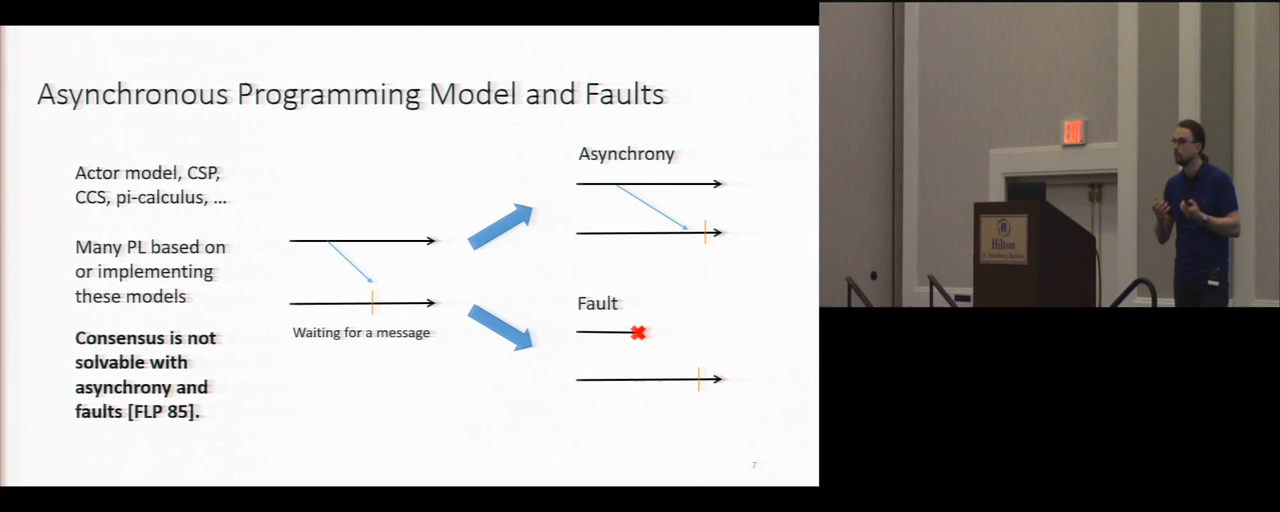 Asynchronous Programming Model and Faults
Actor model, CSP,
CCS, pi-calculus, ...
Many PL based on
or implementing
these models
Consensus is not
solvable with
asynchrony and
faults [FLP 85].
Waiting for a message
Asynchrony
Fault
7
Hilton